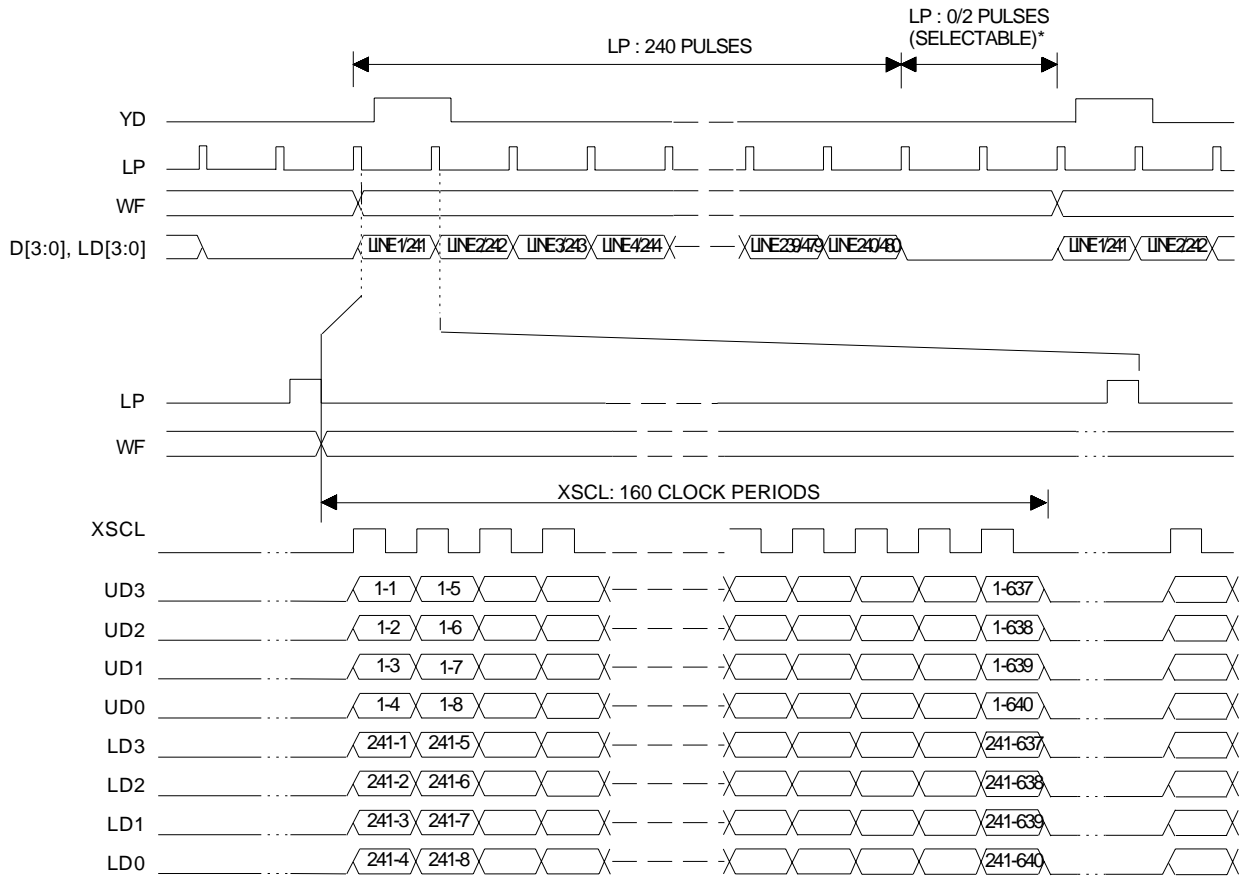 LP : 0/2 PULSES
(SELECTABLE)*
LP : 240 PULSES
YD
LP
WF
D[3:0], LD[3:0] LINE1/241 LINE2/242 LINE3/243 LINE4/244 LINE239/479 LINE240/480 LINE1/241 LINE2/242
LP
WF
XSCL: 160 CLOCK PERIODS
XSCL
UD3 1-1 1-5 1-637
UD2 1-2 1-6 1-638
UD1 1-3 1-7 1-639
UD0 1-4 1-8 1-640
LD3 241-1 241-5 241-637
LD2 241-2 241-6 241-638
LD1 241-3 241-7 241-639
LD0 241-4 241-8 241-640